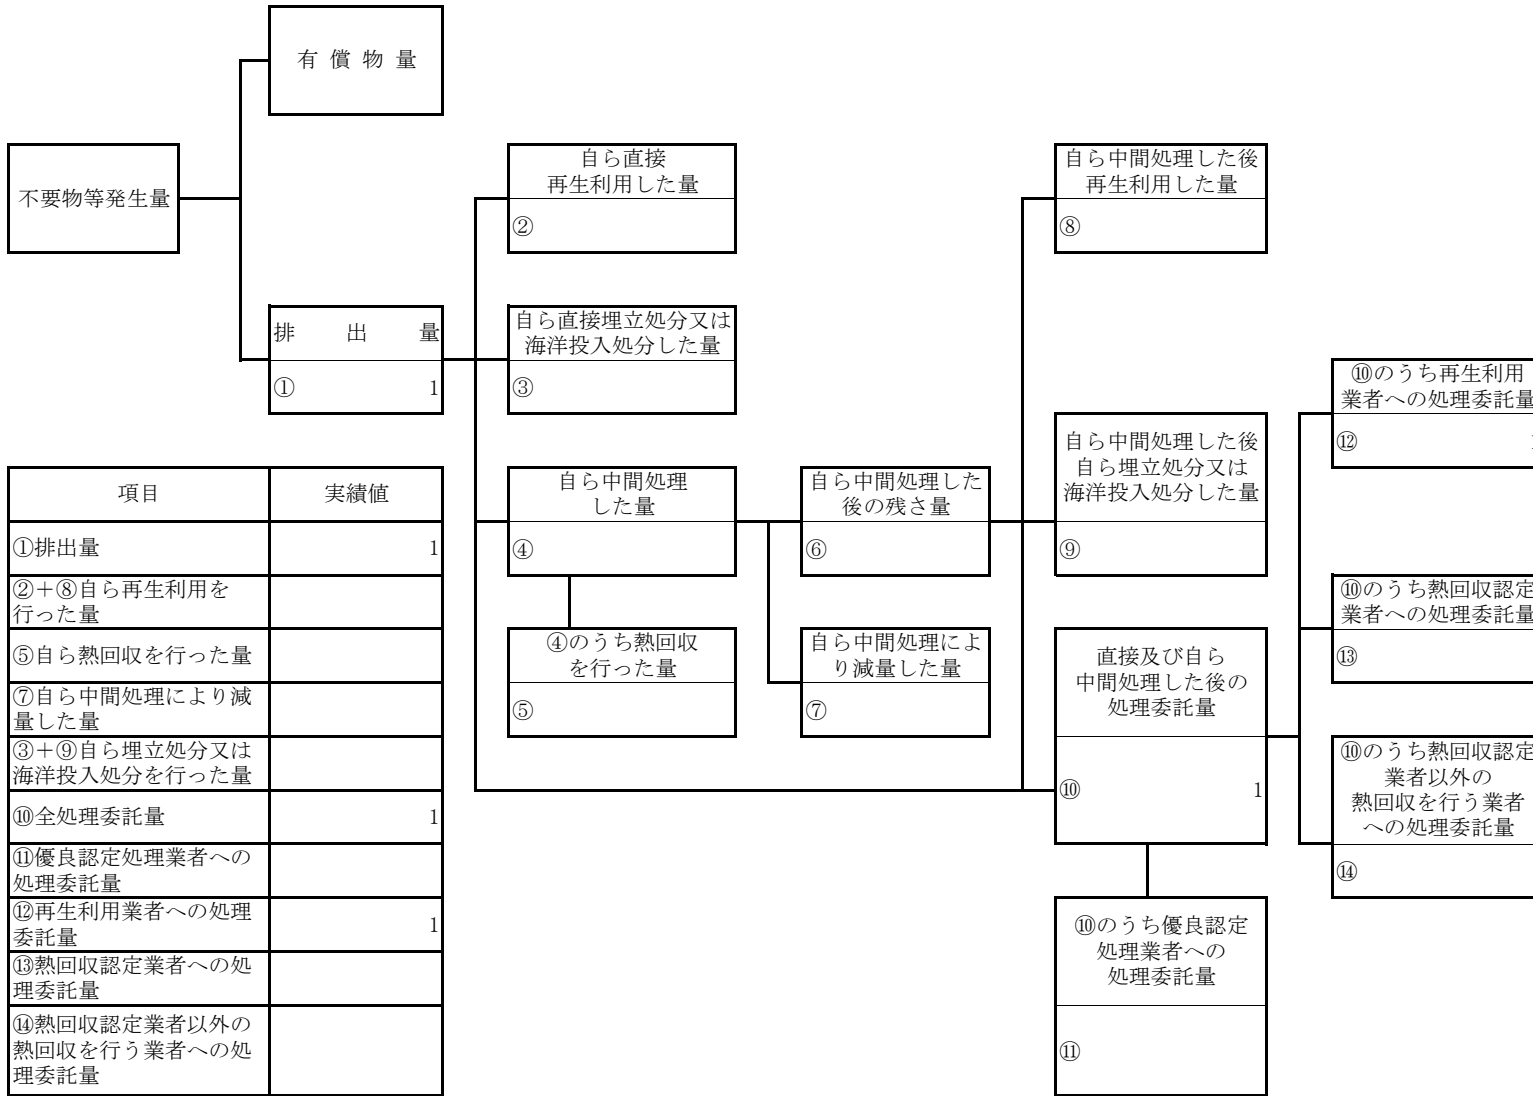 有 償 物 量
不要物等発生量
自ら直接
再生利用した量
②
自ら中間処理した後
再生利用した量
⑧
排 出 量
① 1
自ら直接埋立処分又は
海洋投入処分した量
③
⑩のうち再生利用
業者への処理委託量
⑫
自ら中間処理した後
自ら埋立処分又は
海洋投入処分した量
⑨
自ら中間処理
した量
④
自ら中間処理した
後の残さ量
⑥
④のうち熱回収
を行った量
⑤
自ら中間処理によ
り減量した量
⑦
⑩のうち熱回収認定
業者への処理委託量
⑬
直接及び自ら
中間処理した後の
処理委託量
⑩ 1
⑩のうち熱回収認定
業者以外の
熱回収を行う業者
への処理委託量
⑭
⑩のうち優良認定
処理業者への
処理委託量
⑪
項目 実績値
①排出量 1
②＋⑧自ら再生利用を
行った量
⑤自ら熱回収を行った量
⑦自ら中間処理により減
量した量
③＋⑨自ら埋立処分又は
海洋投入処分を行った量
⑩全処理委託量 1
⑪優良認定処理業者への
処理委託量
⑫再生利用業者への処理
委託量 1
⑬熱回収認定業者への処
理委託量
⑭熱回収認定業者以外の
熱回収を行う業者への処
理委託量